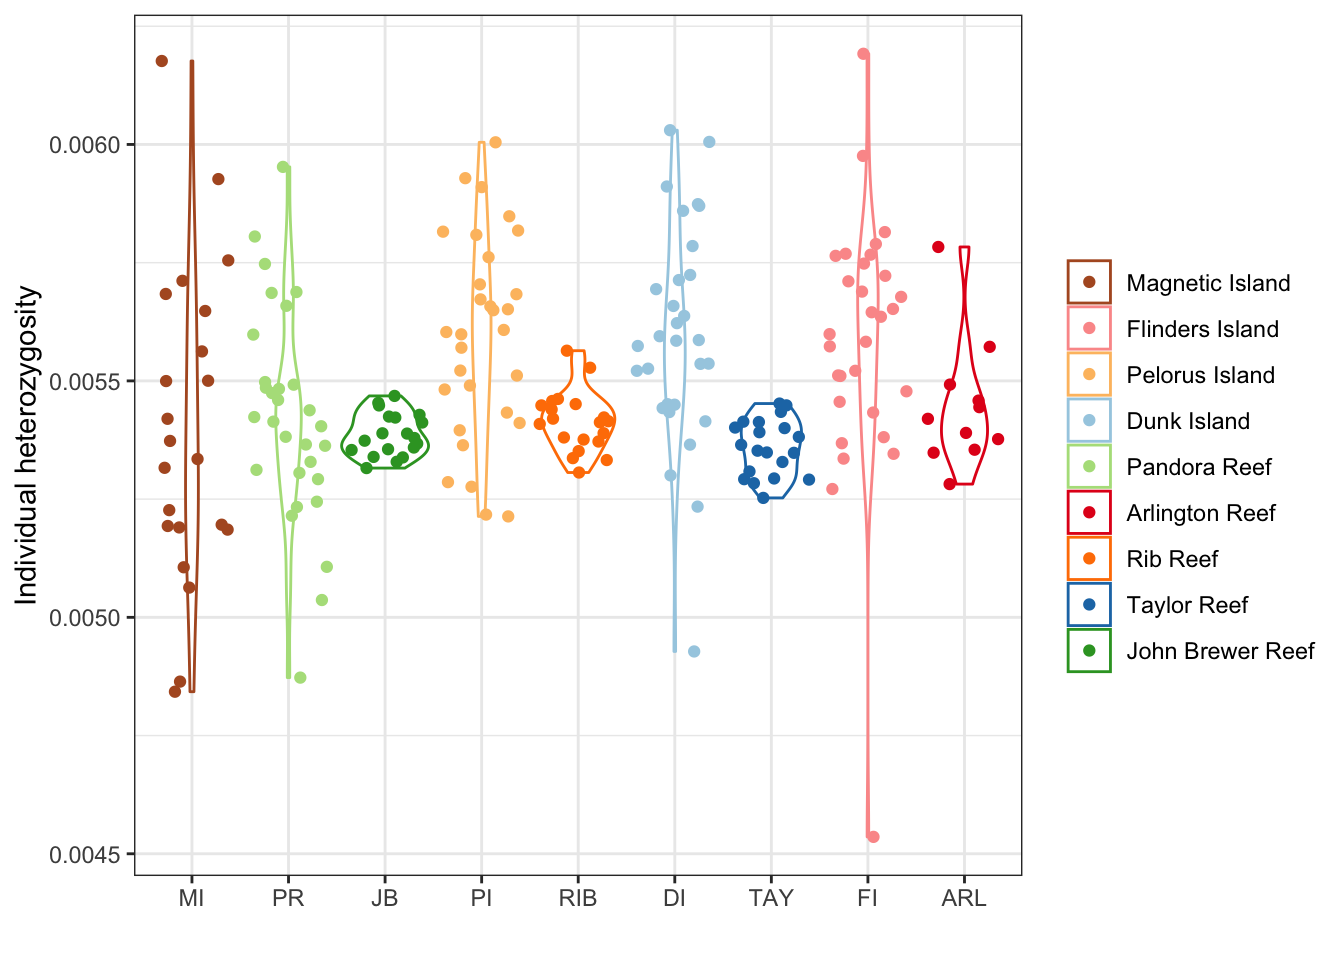 Individual heterozygosity
0.0060
0.0055
0.0050
0.0045
MI PR JB PI RIB DI TAY FI ARL
Magnetic Island
Flinders Island
Pelorus Island
Dunk Island
Pandora Reef
Arlington Reef
Rib Reef
Taylor Reef
John Brewer Reef